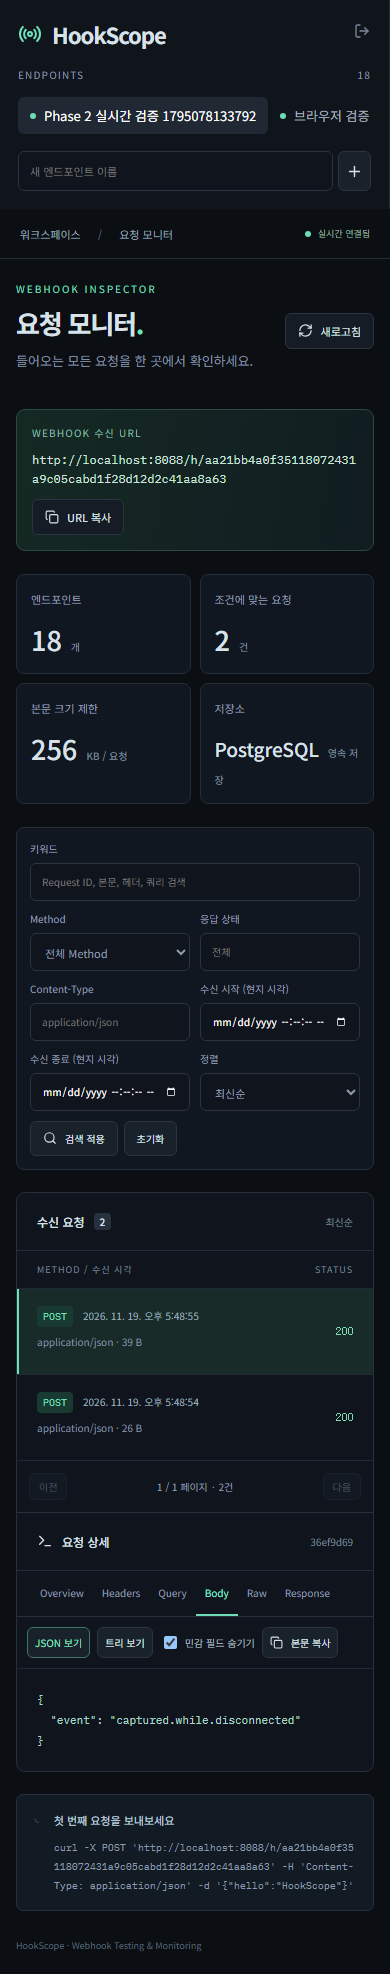 HookScope
ENDPOINTS 18
Phase 2 실시간 검증 1795078133792 브라우저 검증
새 엔드포인트 이름
워크스페이스 / 요청 모니터 실시간 연결됨
WEBHOOK INSPECTOR
요청 모니터.
새로고침
들어오는 모든 요청을 한 곳에서 확인하세요.
WEBHOOK 수신 URL
http://localhost:8088/h/aa21bb4a0f35118072431
a9c05cabd1f28d12d2c41aa8a63
URL 복사
엔드포인트 조건에 맞는 요청
18 개 2 건
본문 크기 제한 저장소
256 KB / 요청 PostgreSQL 영속 저
장
키워드
Request ID, 본문, 헤더, 쿼리 검색
Method 응답 상태
전체 Method 전체
Content-Type 수신 시작 (현지 시각)
application/json mm/dd/yyyy --:--:-- --
수신 종료 (현지 시각) 정렬
mm/dd/yyyy --:--:-- -- 최신순
검색 적용 초기화
수신 요청 2 최신순
METHOD / 수신 시각 STATUS
POST 2026. 11. 19. 오후 5:48:55
application/json · 39 B 200
POST 2026. 11. 19. 오후 5:48:54
application/json · 26 B 200
이전 1 / 1 페이지 · 2건 다음
요청 상세 36ef9d69
Overview Headers Query Body Raw Response
JSON 보기 트리 보기 민감 필드 숨기기 본문 복사
{
"event": "captured.while.disconnected"
}
첫 번째 요청을 보내보세요
curl -X POST 'http://localhost:8088/h/aa21bb4a0f35
118072431a9c05cabd1f28d12d2c41aa8a63' -H 'Content-
Type: application/json' -d '{"hello":"HookScope"}'
HookScope · Webhook Testing & Monitoring